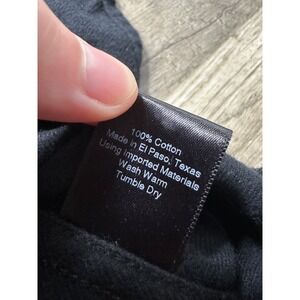 100% Cotton
Made in El Paso, Texas
Using Imported Materials
Wash Warm
Tumble Dry